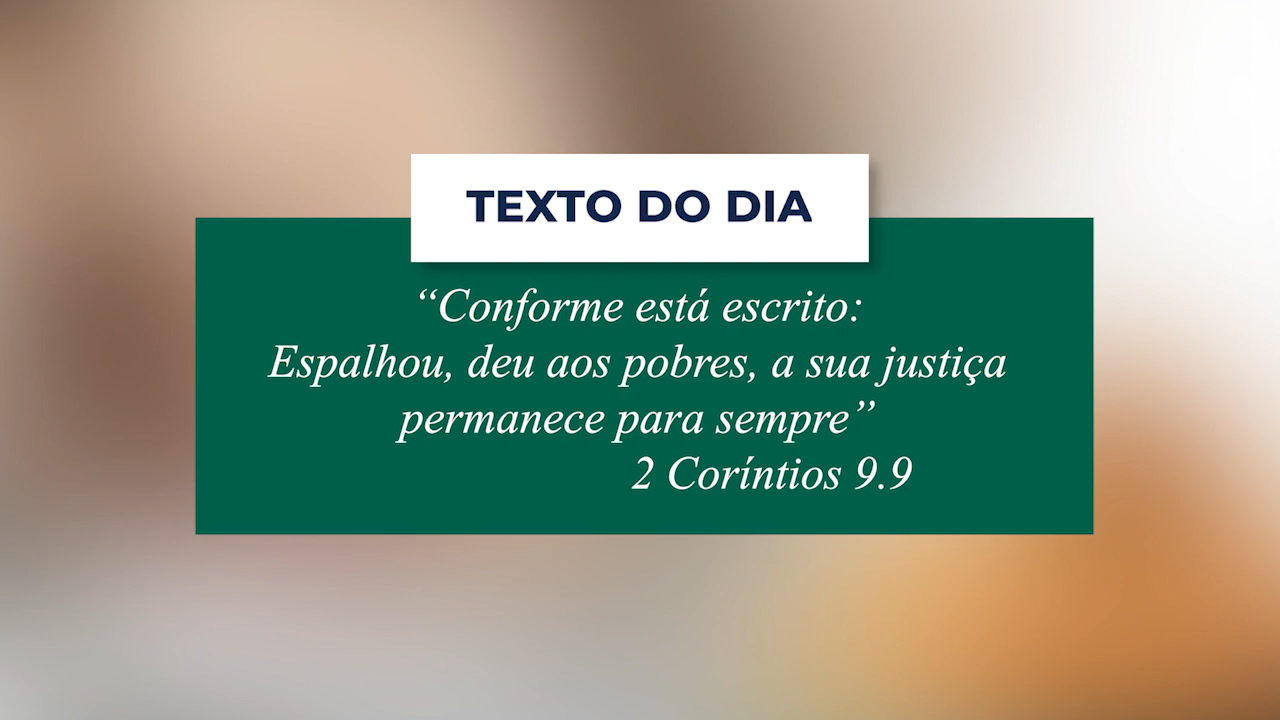 TEXTO DO DIA
“Conforme está escrito:
Espalhou, deu aos pobres, a sua justiça
permanece para sempre”
2 Coríntios 9.9